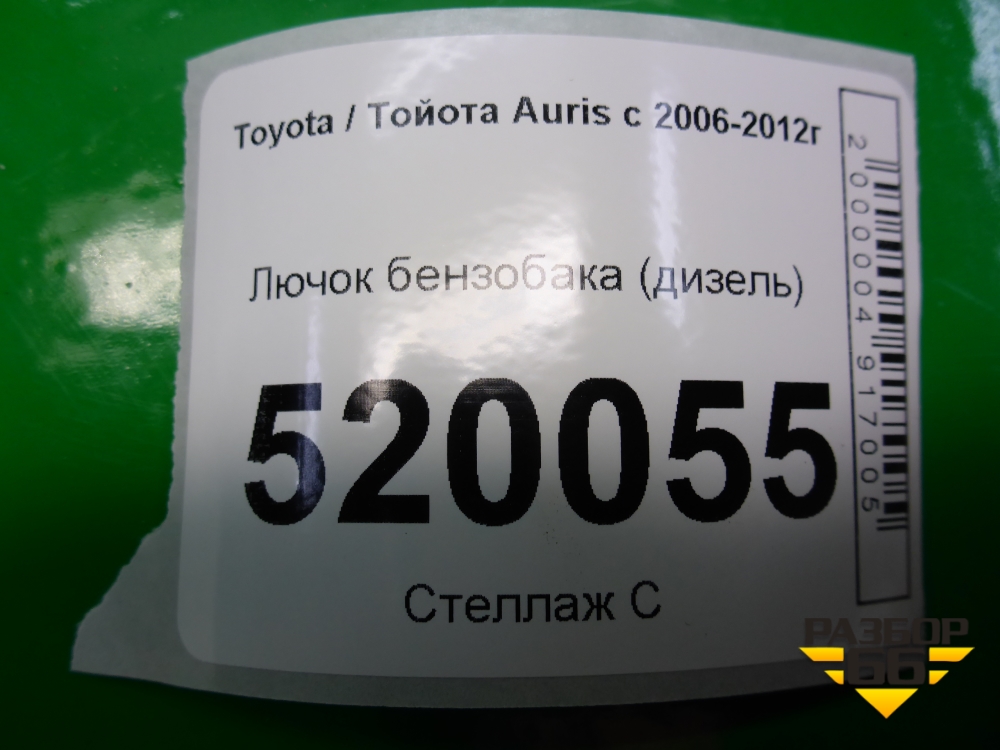 Toyota / Тойота Auris с 2006-2012г
Лючок бензобака (дизель)
520055
Стеллаж С
2000004917005
РАЗБОР
66